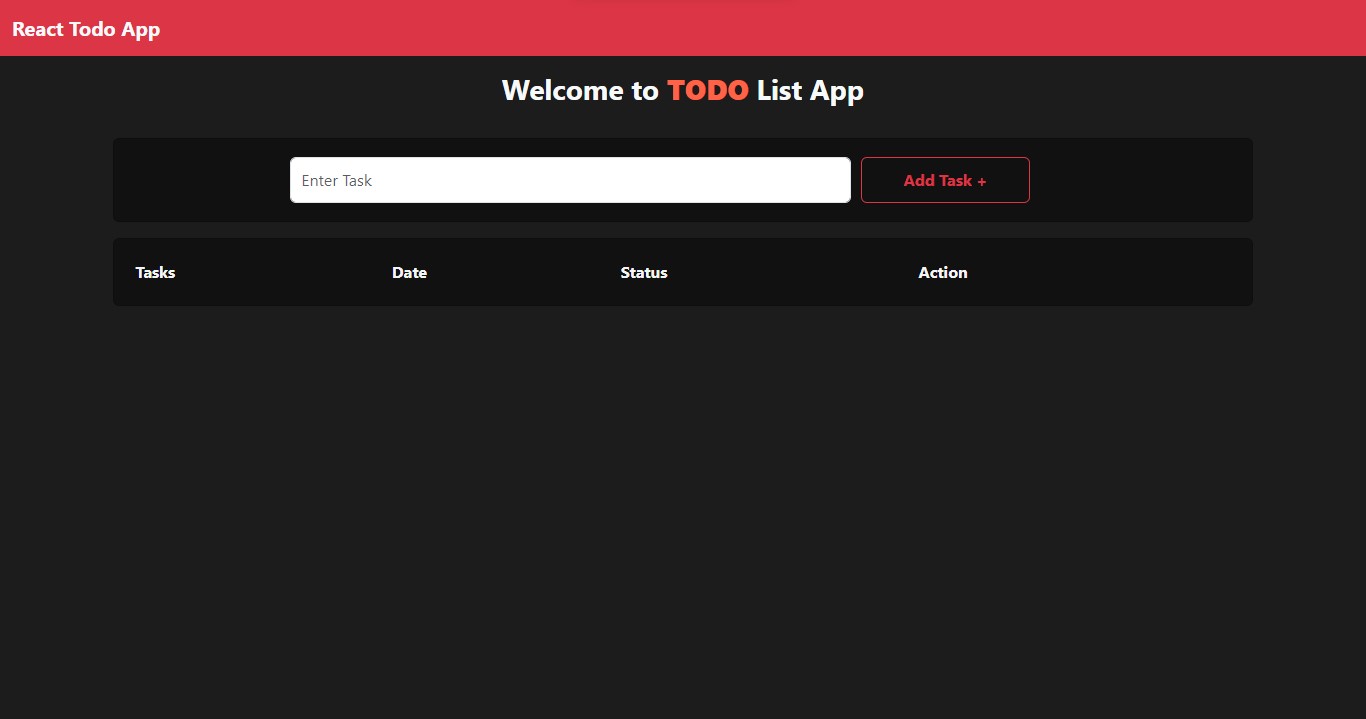 React Todo App
Welcome to TODO List App
Enter Task
Add Task +
Tasks Date Status Action